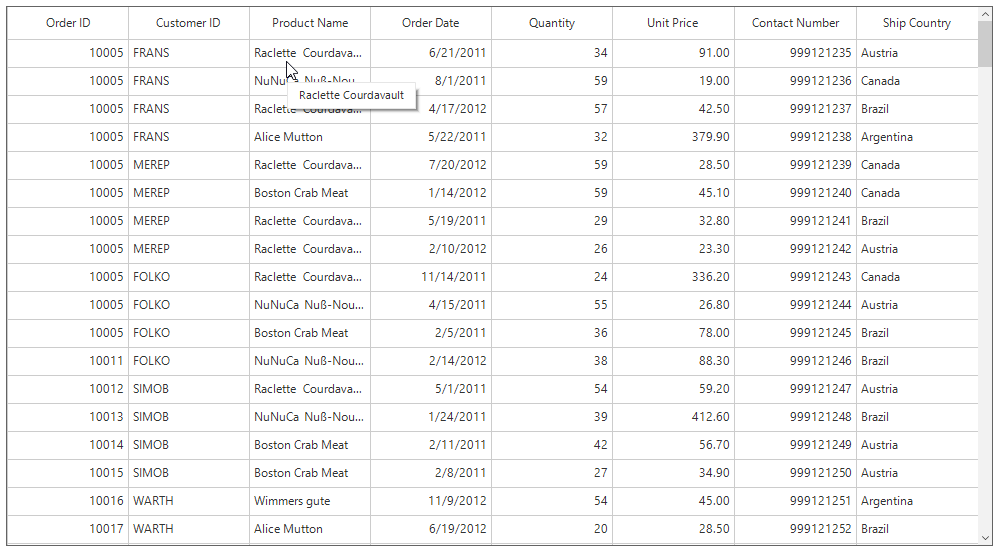 Order ID Customer ID Product Name Order Date Quantity Unit Price Contact Number Ship Country
10005 FRANS Raclette Courdava... 6/21/2011 34 91.00 999121235 Austria
10005 FRANS NuNuCa Nuß-Nou... 8/1/2011 59 19.00 999121236 Canada
Raclette Courdavault
10005 FRANS Raclette Courdava... 4/17/2012 57 42.50 999121237 Brazil
10005 FRANS Alice Mutton 5/22/2011 32 379.90 999121238 Argentina
10005 MEREP Raclette Courdava... 7/20/2012 59 28.50 999121239 Canada
10005 MEREP Boston Crab Meat 1/14/2012 59 45.10 999121240 Canada
10005 MEREP Raclette Courdava... 5/19/2011 29 32.80 999121241 Brazil
10005 MEREP Raclette Courdava... 2/10/2012 26 23.30 999121242 Austria
10005 FOLKO Raclette Courdava... 11/14/2011 24 336.20 999121243 Canada
10005 FOLKO NuNuCa Nuß-Nou... 4/15/2011 55 26.80 999121244 Austria
10005 FOLKO Boston Crab Meat 2/5/2011 36 78.00 999121245 Brazil
10011 FOLKO NuNuCa Nuß-Nou... 2/14/2012 38 88.30 999121246 Brazil
10012 SIMOB Raclette Courdava... 5/1/2011 54 59.20 999121247 Austria
10013 SIMOB NuNuCa Nuß-Nou... 1/24/2011 39 412.60 999121248 Brazil
10014 SIMOB Boston Crab Meat 2/11/2011 42 56.70 999121249 Austria
10015 SIMOB Boston Crab Meat 2/8/2011 27 34.90 999121250 Austria
10016 WARTH Wimmers gute 11/9/2012 54 45.00 999121251 Argentina
10017 WARTH Alice Mutton 6/19/2012 20 28.50 999121252 Brazil